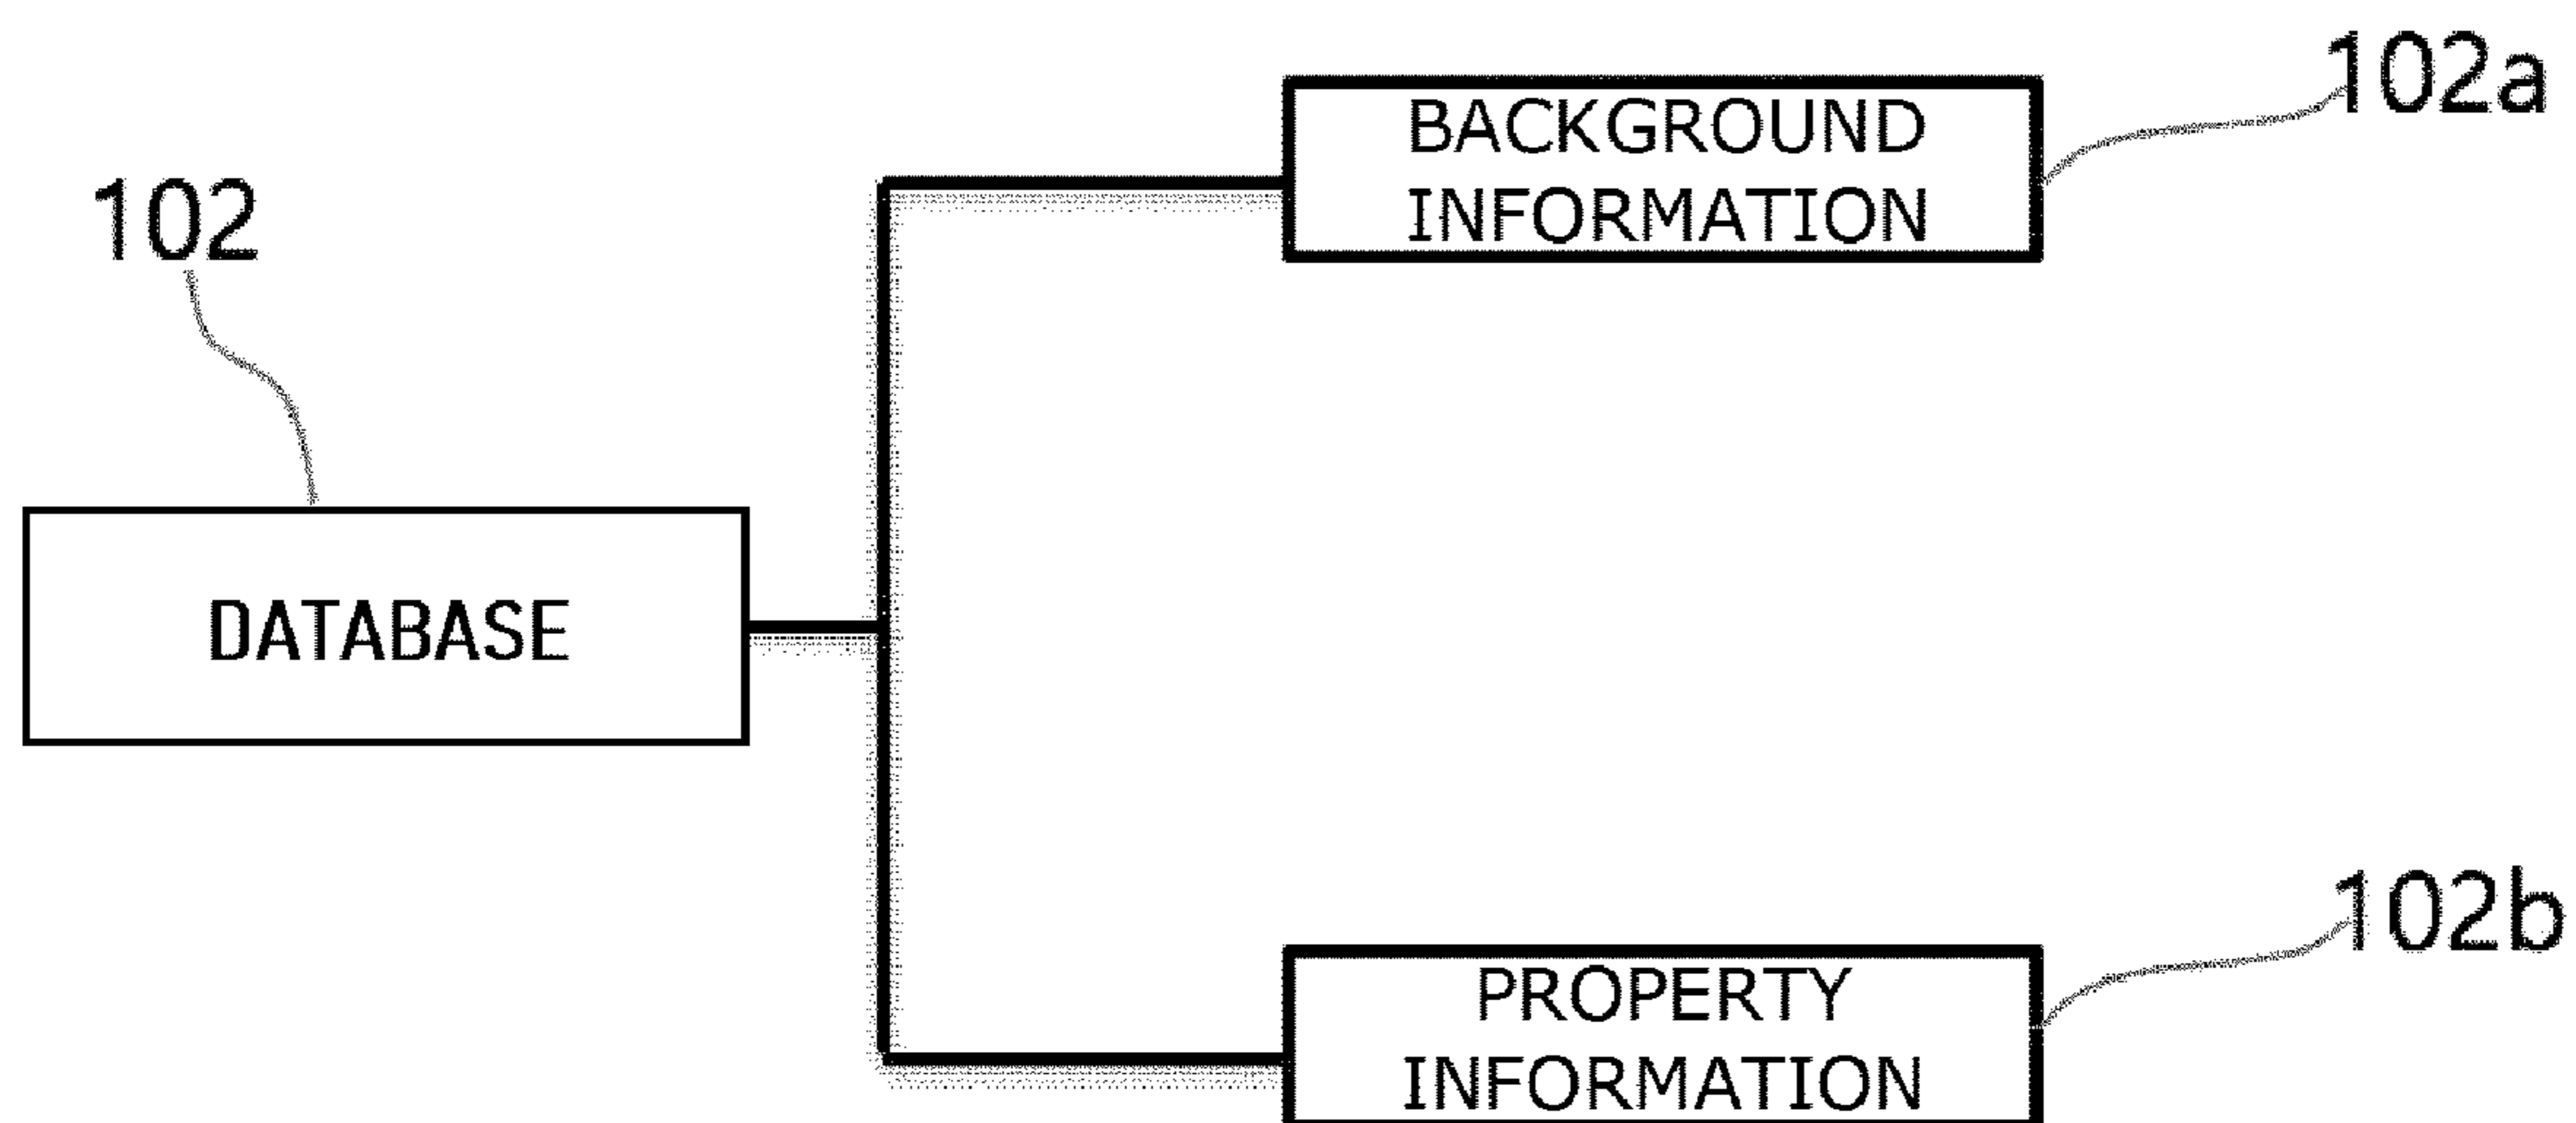 102a
BACKGROUND
INFORMATION
102
DATABASE
102b
PROPERTY
INFORMATION